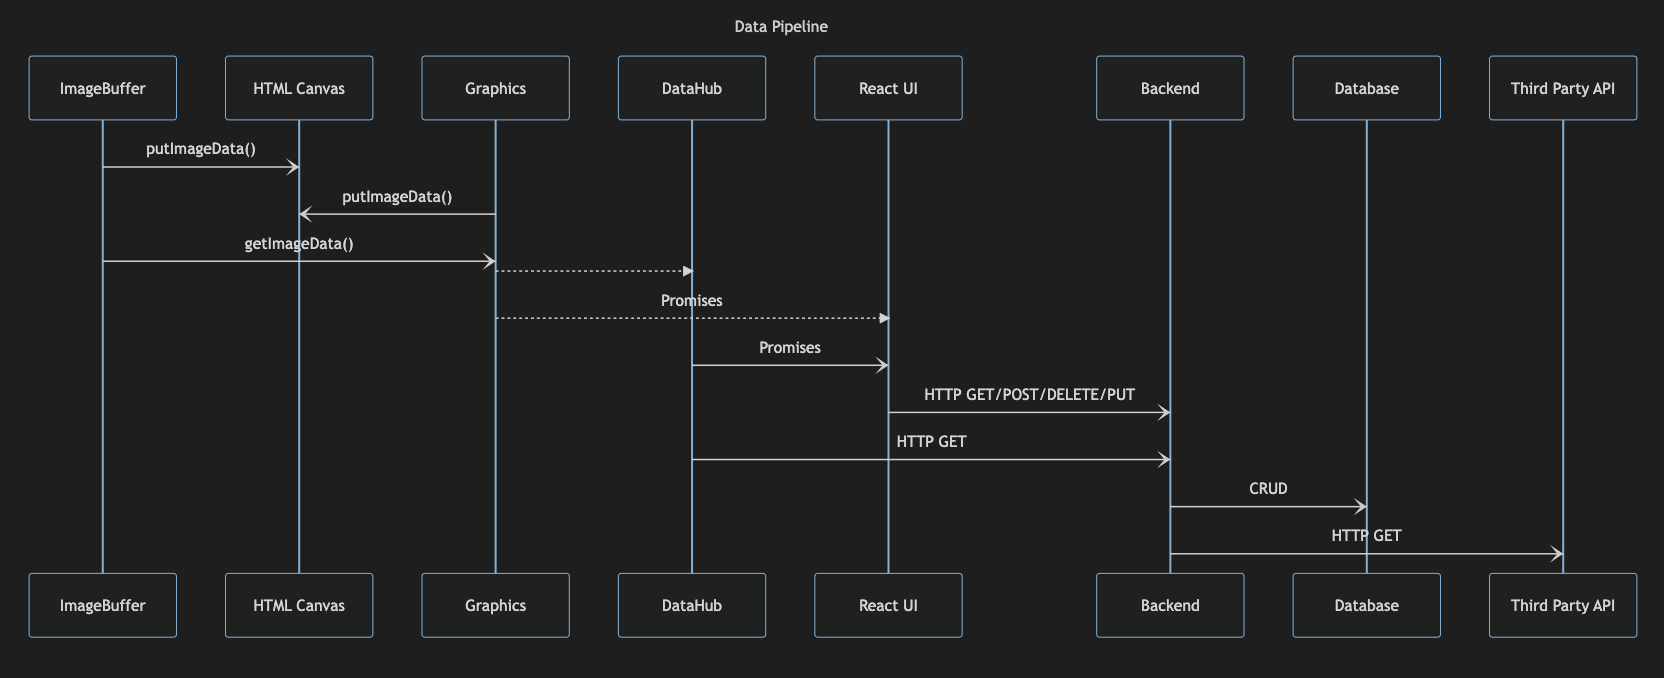 Data Pipeline
ImageBuffer
HTML Canvas
Graphics
DataHub
React UI
Backend
Database
Third Party API
putImageData()
putImageData()
getImageData()
Promises
Promises
HTTP GET/POST/DELETE/PUT
HTTP GET
CRUD
HTTP GET
ImageBuffer
HTML Canvas
Graphics
DataHub
React UI
Backend
Database
Third Party API